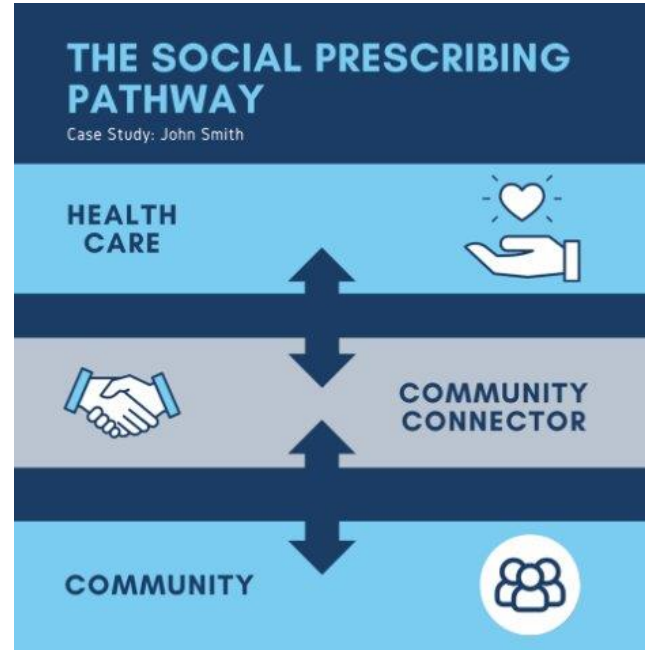 THE SOCIAL PRESCRIBING
PATHWAY
Case Study: John Smith
HEALTH
CARE
COMMUNITY
CONNECTOR
COMMUNITY